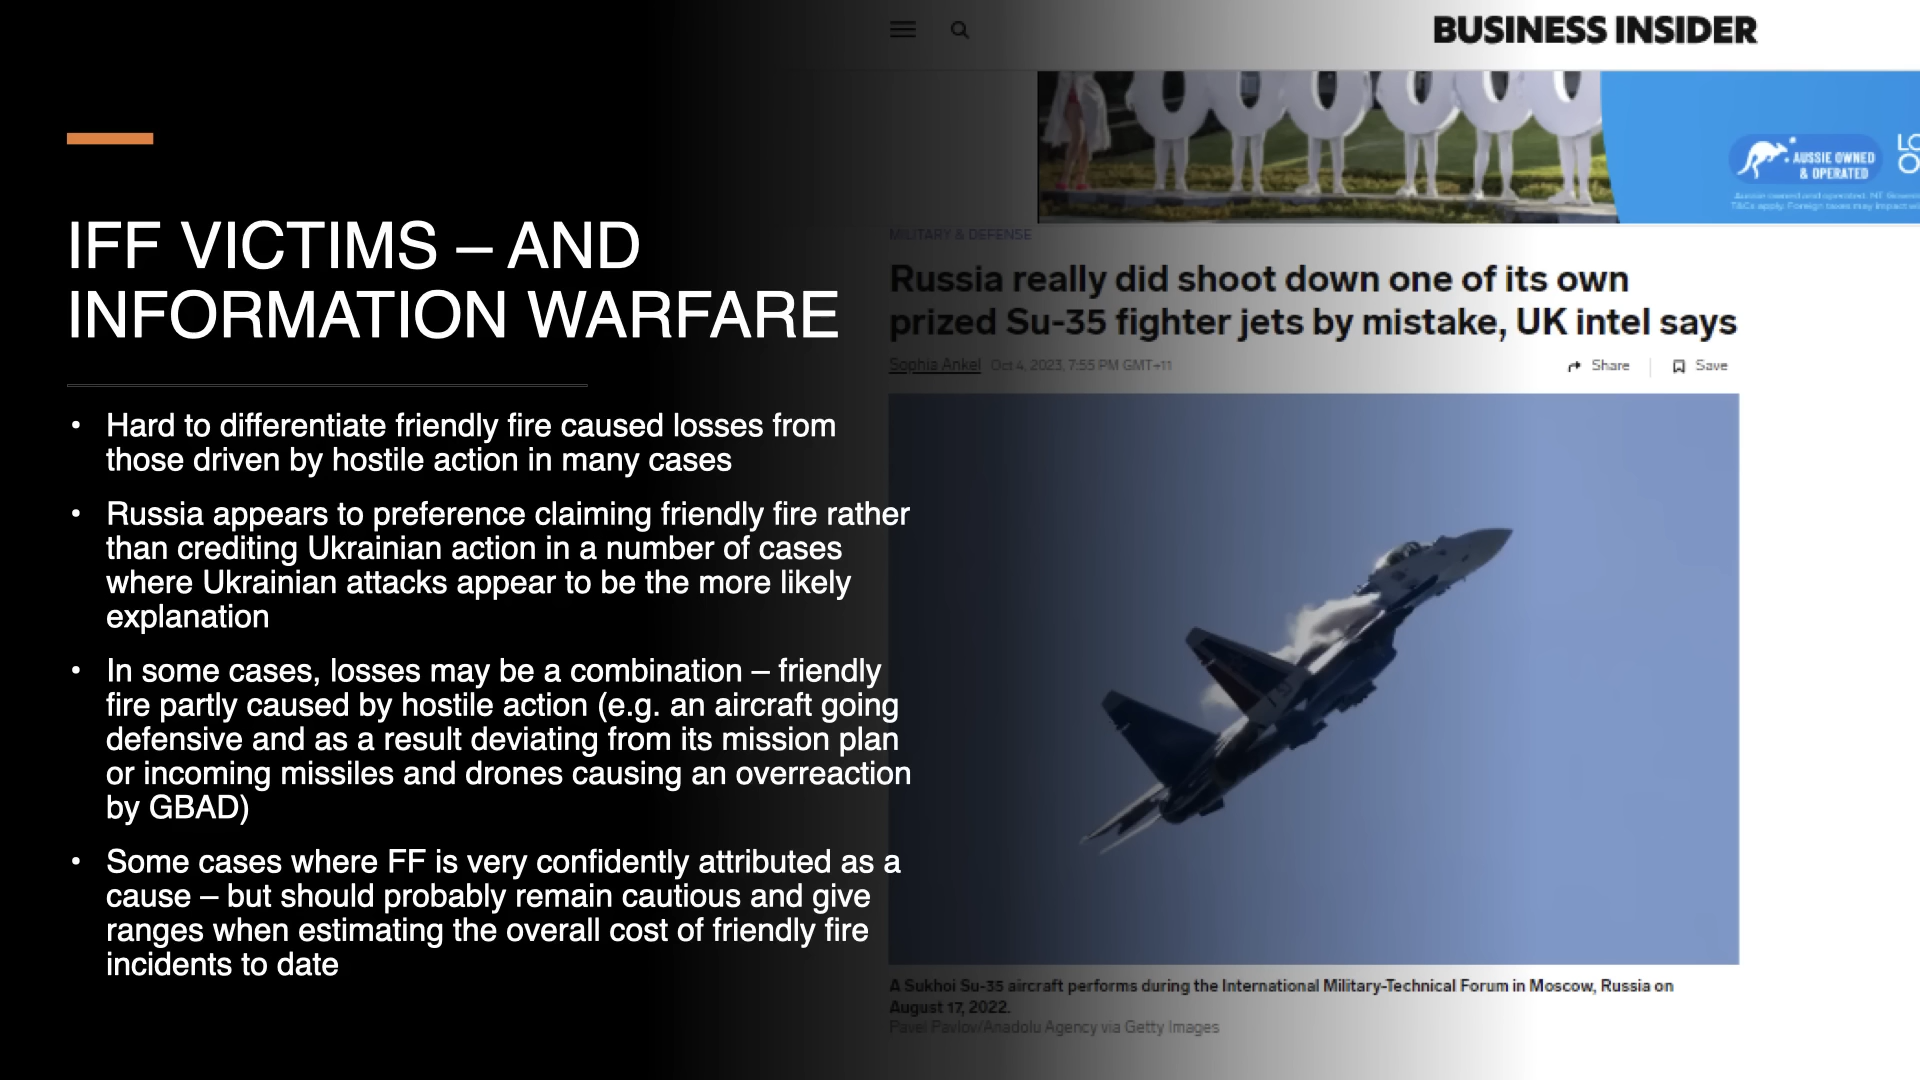 BUSINESS INSIDER
AUSSIE OWNED
& OPERATED
IFF VICTIMS – AND
INFORMATION WARFARE
• Hard to differentiate friendly fire caused losses from
those driven by hostile action in many cases
• Russia appears to preference claiming friendly fire rather
than crediting Ukrainian action in a number of cases
where Ukrainian attacks appear to be the more likely
explanation
• In some cases, losses may be a combination – friendly
fire partly caused by hostile action (e.g. an aircraft going
defensive and as a result deviating from its mission plan
or incoming missiles and drones causing an overreaction
by GBAD)
• Some cases where FF is very confidently attributed as a
cause – but should probably remain cautious and give
ranges when estimating the overall cost of friendly fire
incidents to date
MILITARY & DEFENSE
Russia really did shoot down one of its own
prized Su-35 fighter jets by mistake, UK intel says
Sophia Ankel Oct 4, 2023, 7:55 PM GMT+11
Share Save
A Sukhoi Su-35 aircraft performs during the International Military-Technical Forum in Moscow, Russia on
August 17, 2022.
Pavel Pavlov/Anadolu Agency via Getty Images